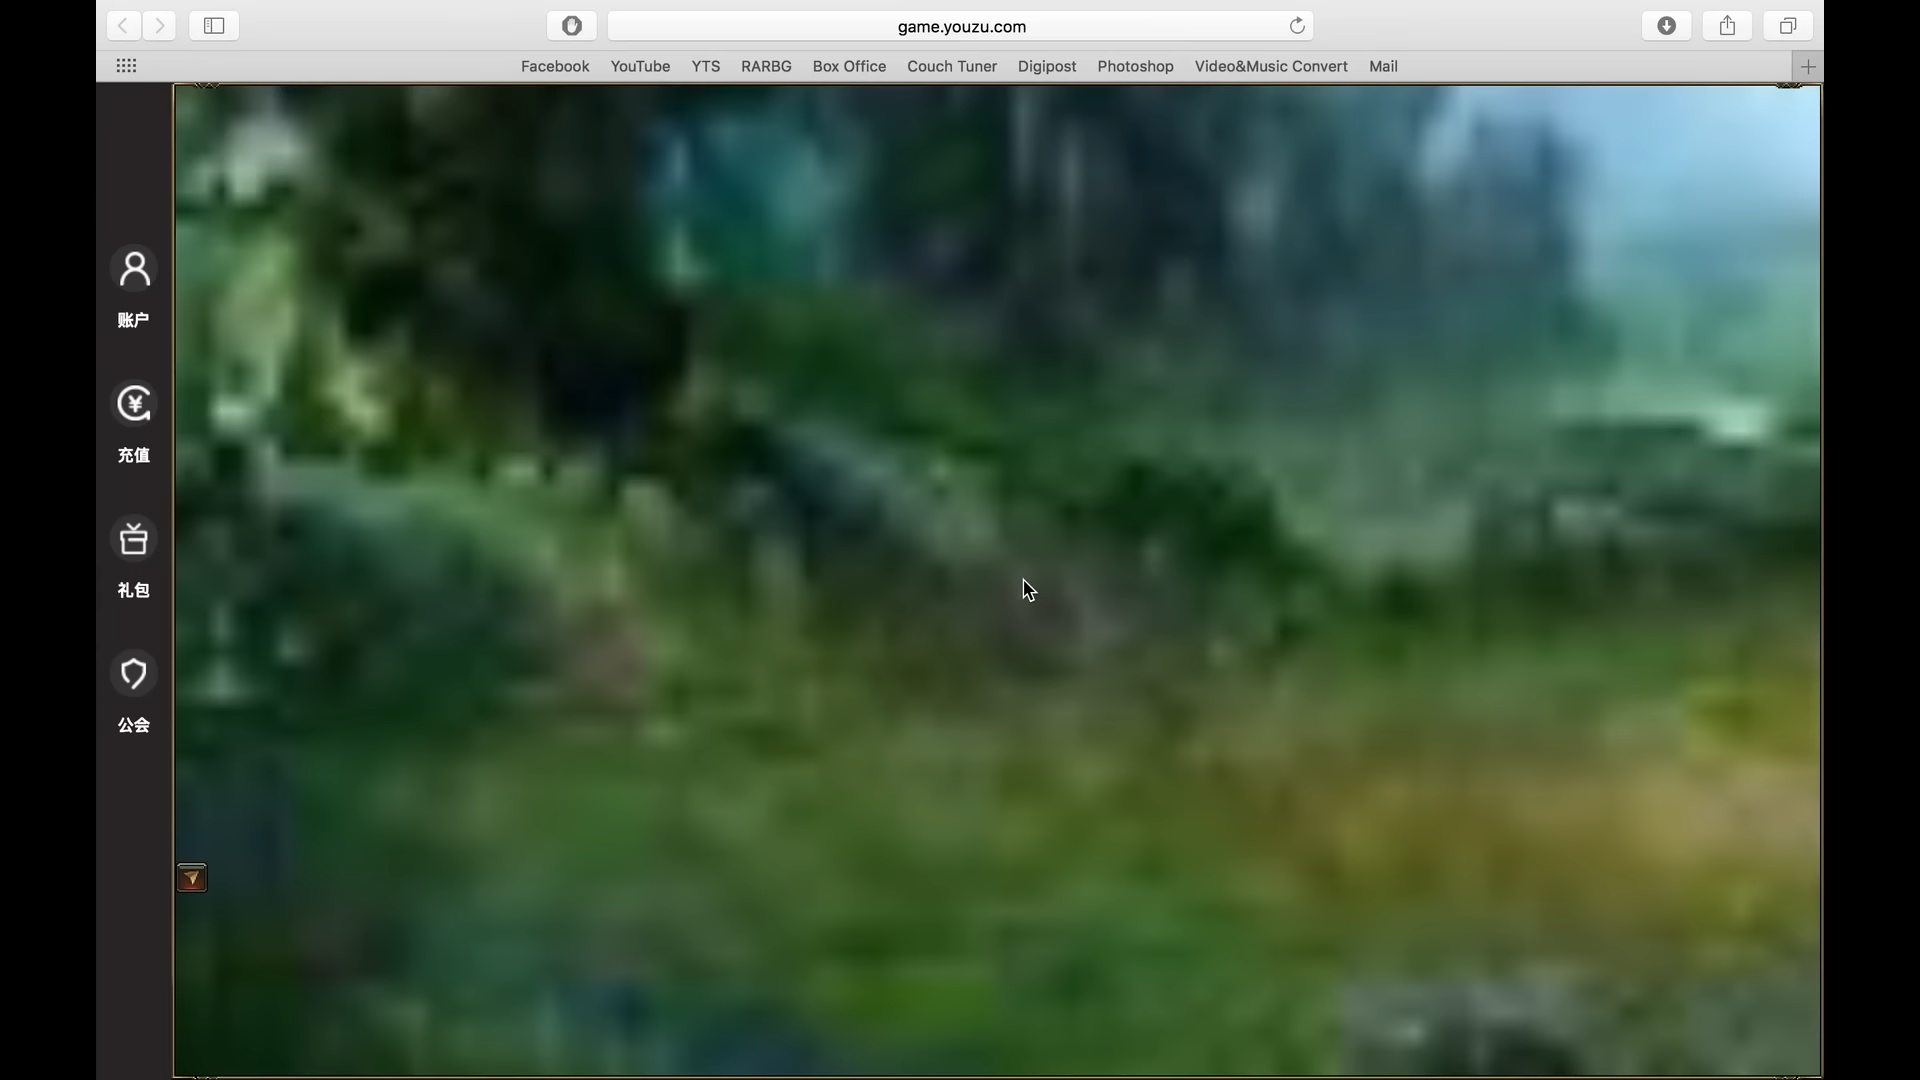 game.youzu.com
Facebook YouTube YTS RARBG Box Office Couch Tuner Digipost Photoshop Video&Music Convert Mail
账户
充值
礼包
公会